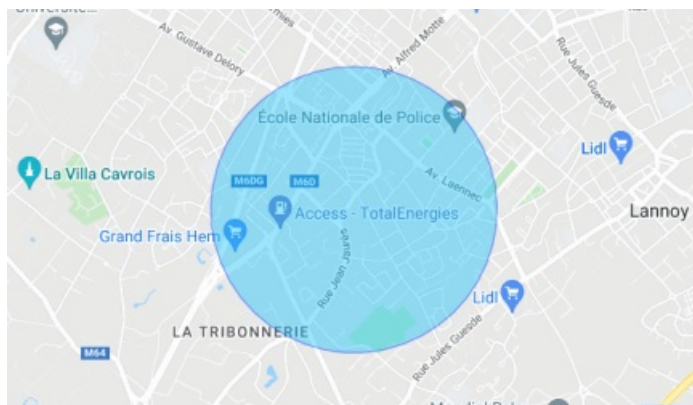 Av. Gustave Delory
Av. Alfred Motte
Rue Jules Guesde
École Nationale de Police
Lidl
La Villa Cavrois
M6DG
M6D
Av. Laennec
Access - TotalEnergies
Lannoy
Grand Frais Hem
Rue Jean Jaurès
Lidl
LA TRIBONNERIE
Rue Jules Guesde
M64